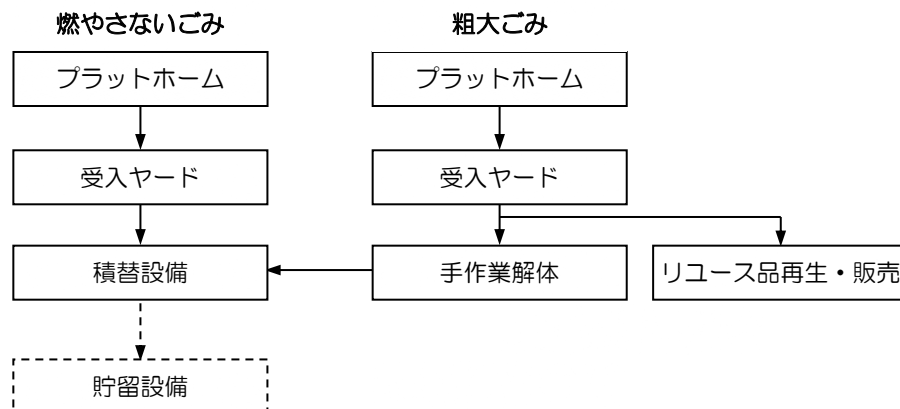 燃やさないごみ 粗大ごみ
プラットホーム プラットホーム
受入ヤード 受入ヤード
積替設備 手作業解体 リユース品再生・販売
貯留設備